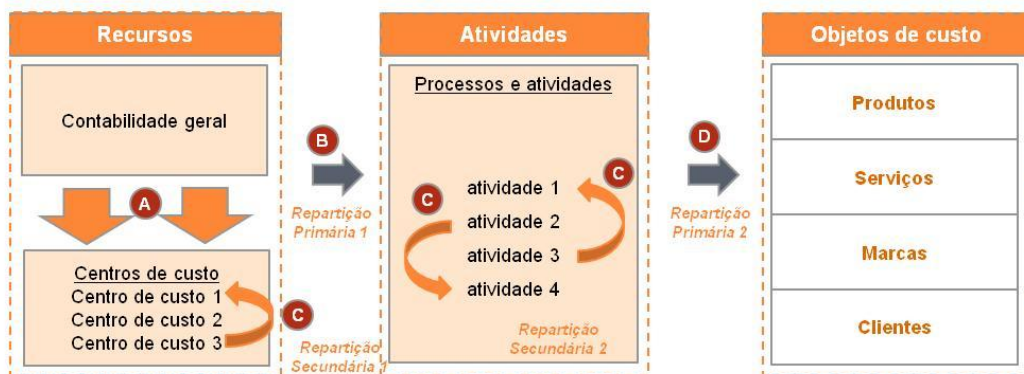 Recursos
Contabilidade geral
A
Centros de custo
Centro de custo 1
Centro de custo 2
Centro de custo 3
C
Repartição
Secundária 1
B
Repartição
Primária 1
Atividades
Processos e atividades
C
C
atividade 1
atividade 2
atividade 3
atividade 4
Repartição
Secundária 2
D
Repartição
Primária 2
Objetos de custo
Produtos
Serviços
Marcas
Clientes